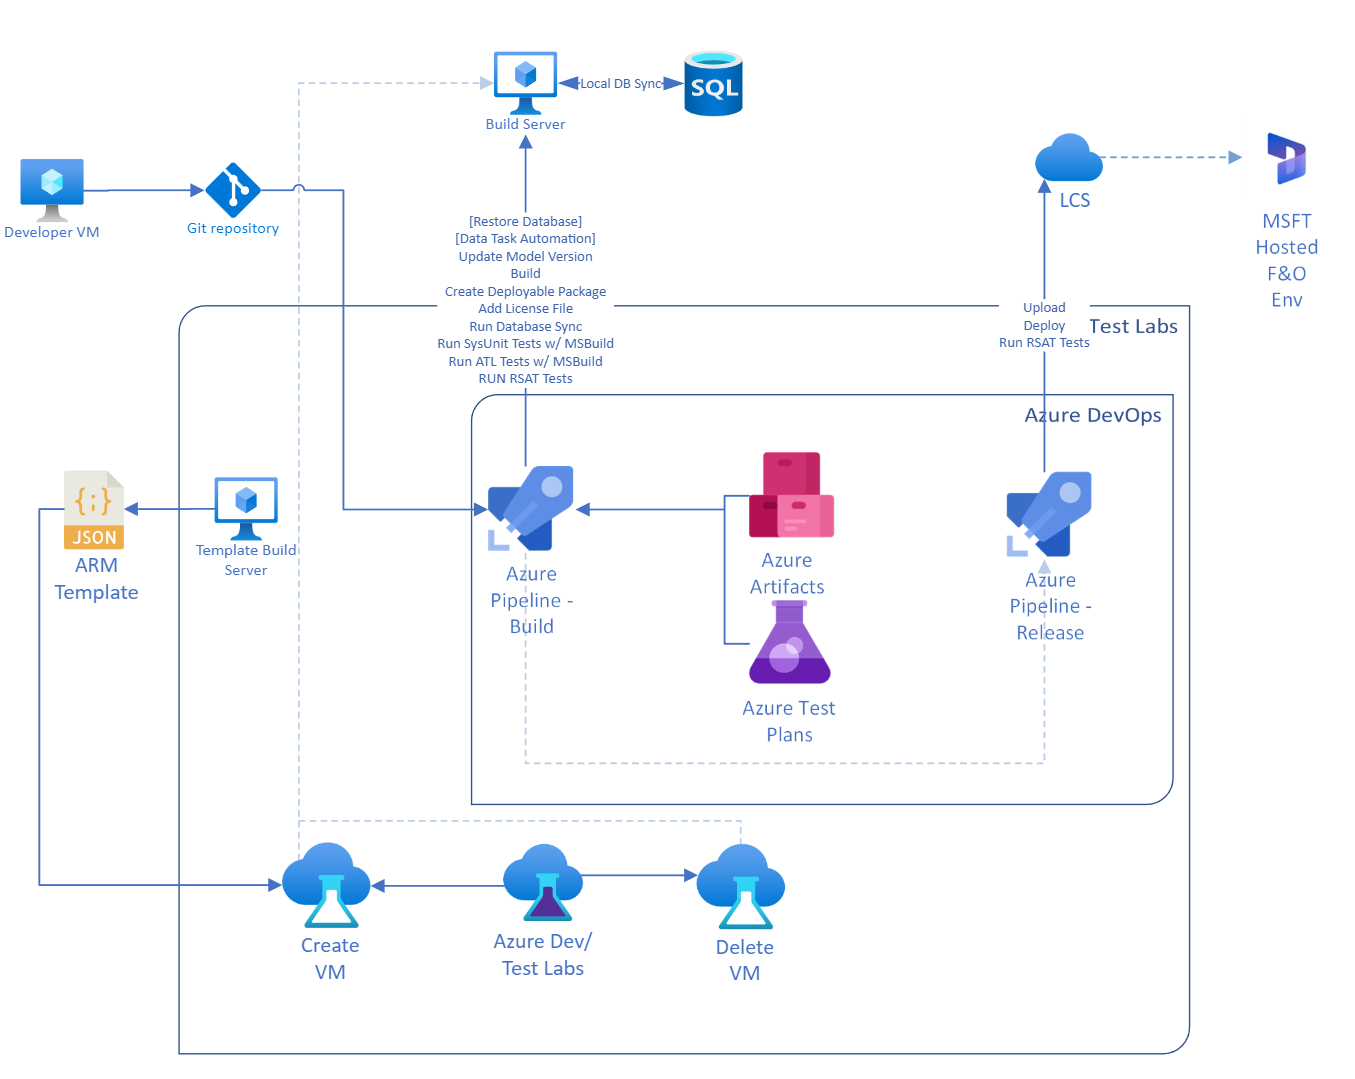 Local DB Sync
SQL
Build Server
Developer VM
Git repository
LCS
MSFT
Hosted
F&O
Env
[Restore Database]
[Data Task Automation]
Update Model Version
Build
Create Deployable Package
Add License File
Run Database Sync
Run SysUnit Tests w/ MSBuild
Run ATL Tests w/ MSBuild
RUN RSAT Tests
Upload
Deploy
Run RSAT Tests
Test Labs
Azure DevOps
{;}
JSON
ARM
Template
Template Build
Server
Azure
Pipeline -
Build
Azure
Artifacts
Azure
Pipeline -
Release
Azure Test
Plans
Create
VM
Azure Dev/
Test Labs
Delete
VM